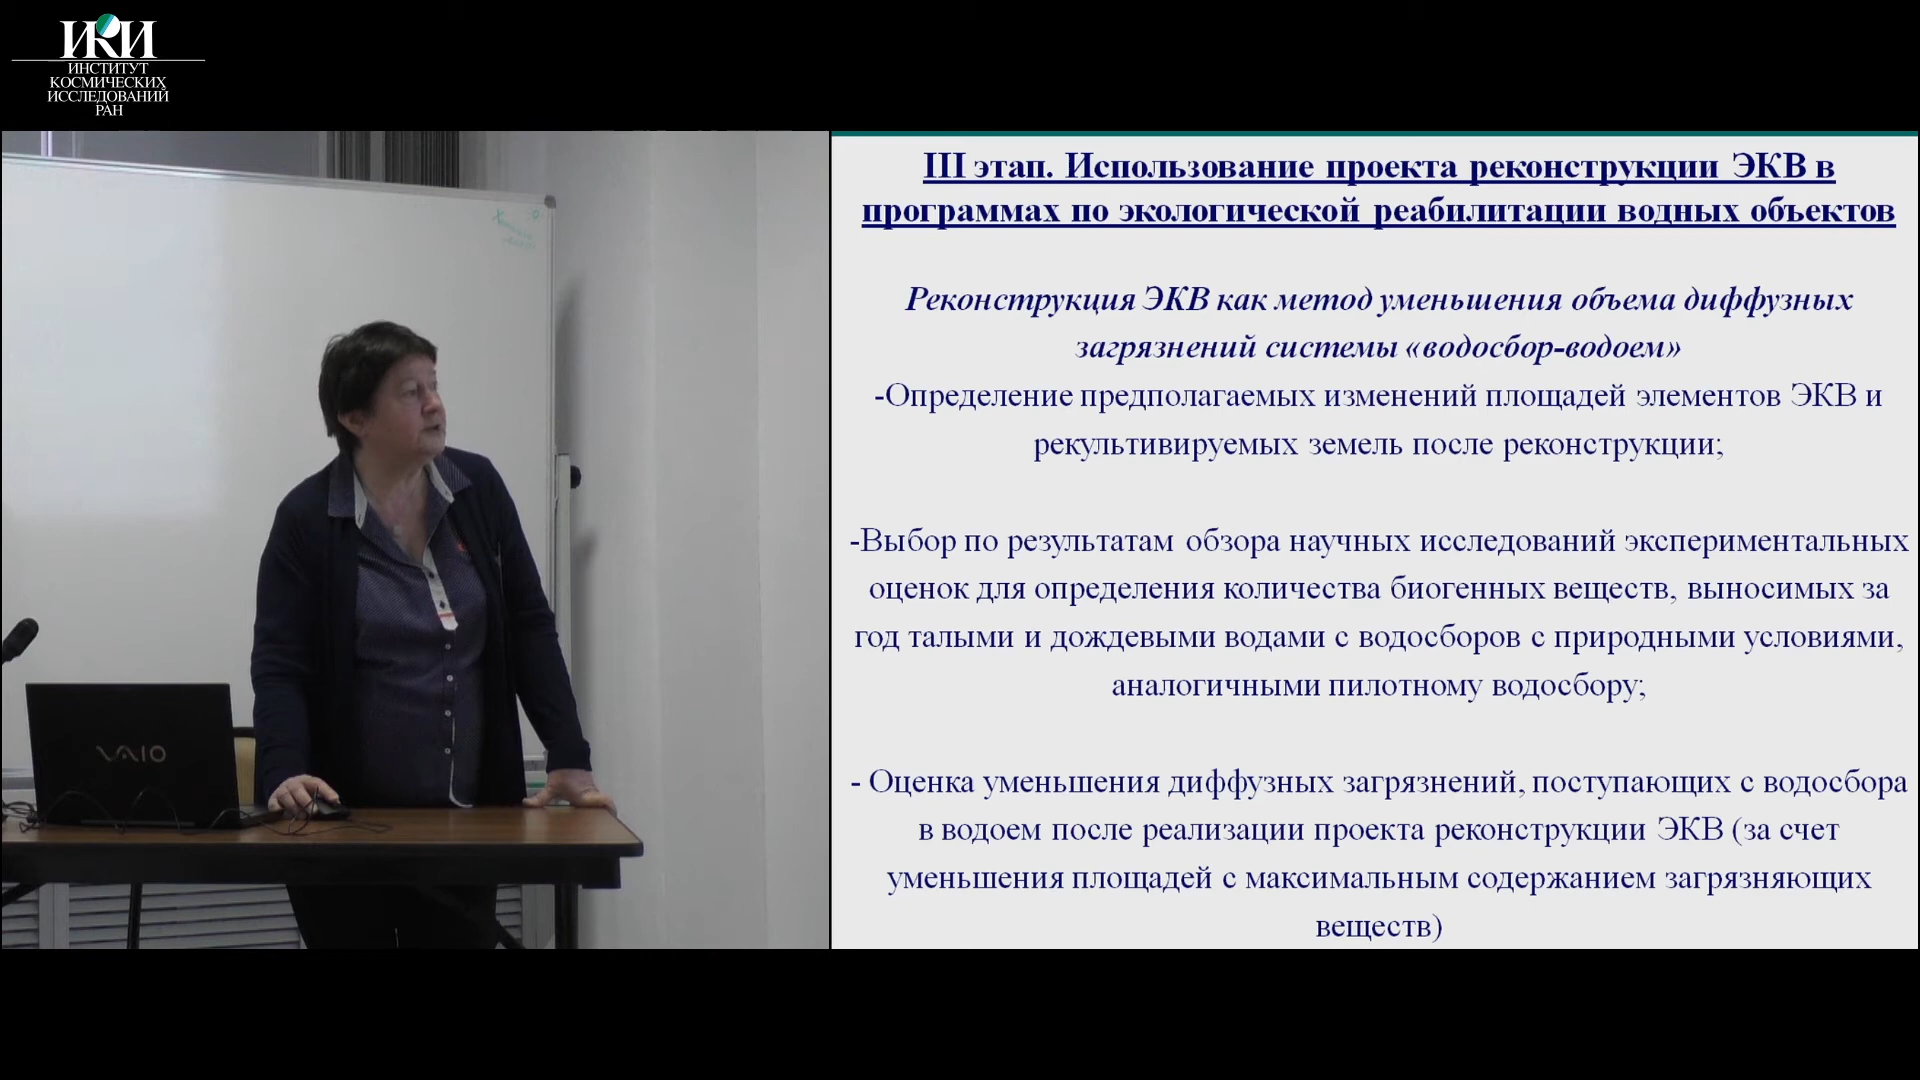 ИКИ
ИНСТИТУТ
КОСМИЧЕСКИХ
ИССЛЕДОВАНИЙ
РАН
VAIO
III этап. Использование проекта реконструкции ЭКВ в
программах по экологической реабилитации водных объектов
Реконструкция ЭКВ как метод уменьшения объема диффузных
загрязнений системы «водосбор-водоем»
-Определение предполагаемых изменений площадей элементов ЭКВ и
рекультивируемых земель после реконструкции;
-Выбор по результатам обзора научных исследований экспериментальных
оценок для определения количества биогенных веществ, выносимых за
год талыми и дождевыми водами с водосборов с природными условиями,
аналогичными пилотному водосбору;
- Оценка уменьшения диффузных загрязнений, поступающих с водосбора
в водоем после реализации проекта реконструкции ЭКВ (за счет
уменьшения площадей с максимальным содержанием загрязняющих
веществ)